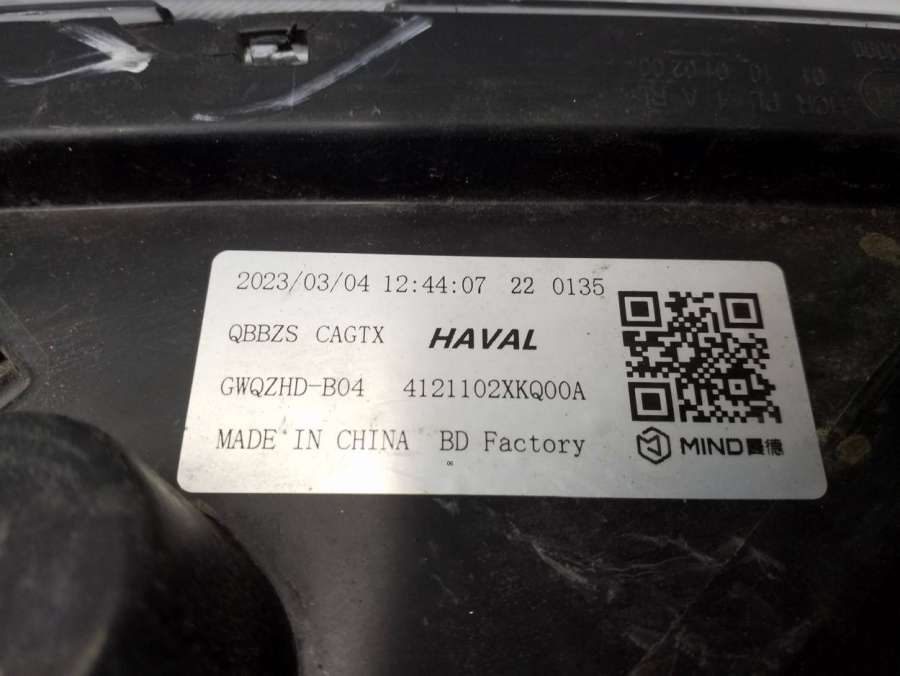 2023/03/04 12:44:07 22 0135
QBBZS CAGTX HAVAL
GWQZHD-B04 4121102XKQ00A
MADE IN CHINA BD Factory
MIND曼德